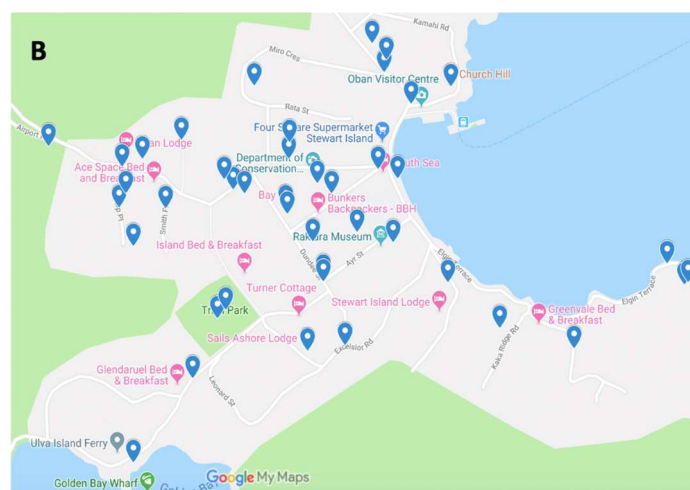 B
Kamahi Rd
Miro Cres
Church Hill
Oban Visitor Centre
Rata St
Four Square Supermarket
Stewart Island
Airport
an Lodge
Department of
Conservation...
South Sea
Ace Space Bed
and Breakfast
Bay
Bunkers
Backpackers - BBH
Smith
Pl
Rakiura Museum
Island Bed & Breakfast
Elgin Terrace
Ayr St
Dundee St
Turner Cottage
Elgin Terrace
Stewart Island Lodge
Greenvale Bed
& Breakfast
Park
Sails Ashore Lodge
Excelsior Rd
Kaka Ridge Rd
Glendaruel Bed
& Breakfast
Leonard St
Ulva Island Ferry
Golden Bay Wharf
Google My Maps